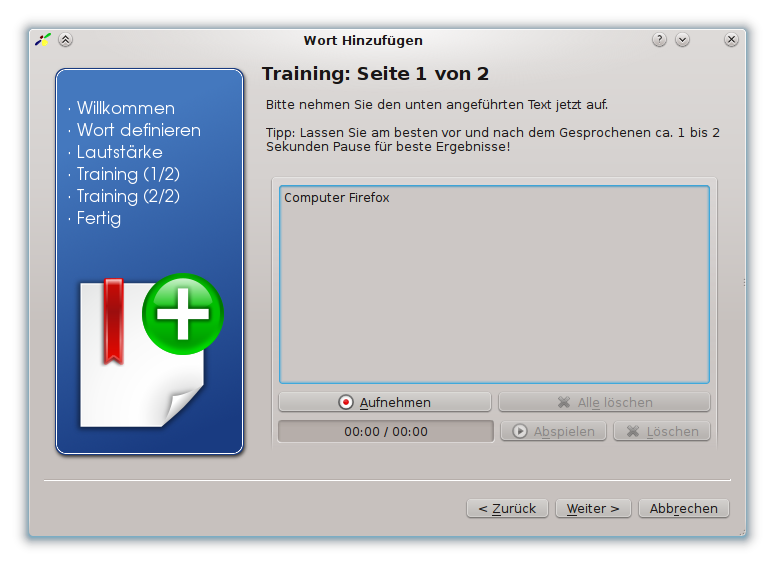 Wort Hinzufügen
· Willkommen
· Wort definieren
· Lautstärke
· Training (1/2)
· Training (2/2)
· Fertig
Training: Seite 1 von 2
Bitte nehmen Sie den unten angeführten Text jetzt auf.
Tipp: Lassen Sie am besten vor und nach dem Gesprochenen ca. 1 bis 2
Sekunden Pause für beste Ergebnisse!
Computer Firefox
Aufnehmen
Alle löschen
00:00 / 00:00
Abspielen
Löschen
< Zurück
Weiter >
Abbrechen